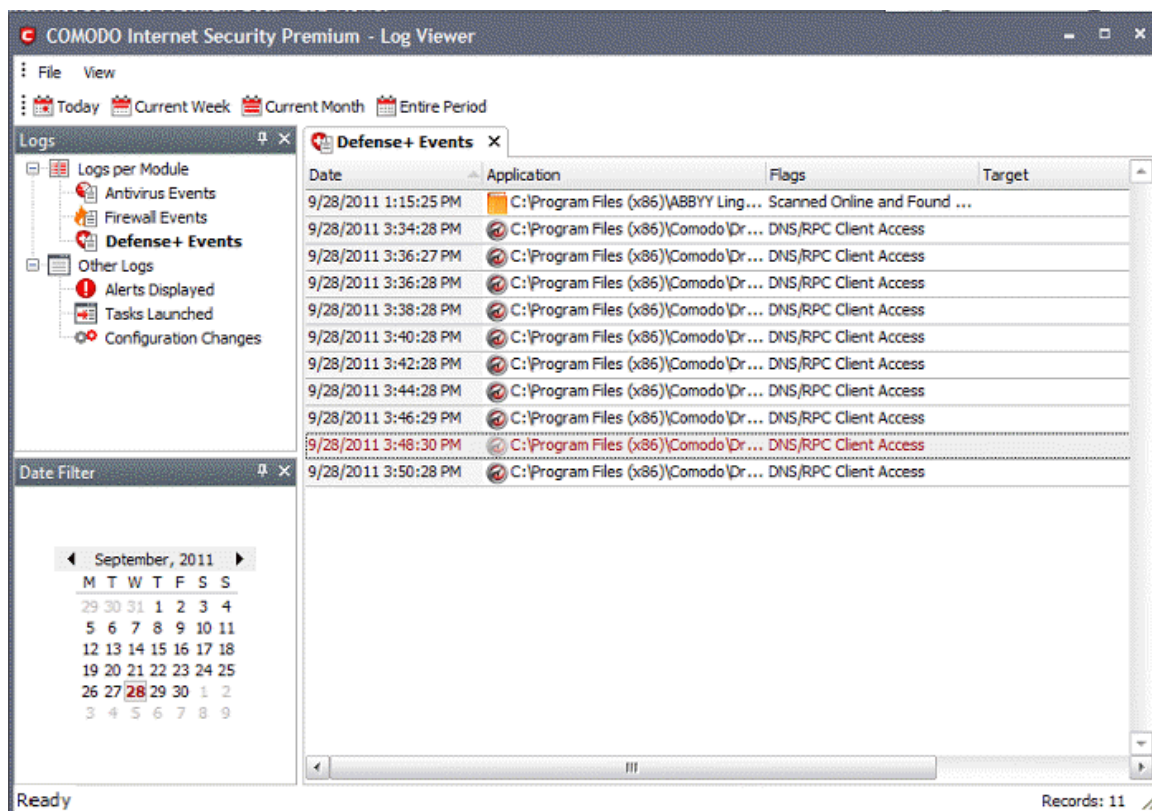 COMODO Internet Security Premium - Log Viewer
File View
Today Current Week Current Month Entire Period
Logs
Logs per Module
Antivirus Events
Firewall Events
Defense+ Events
Other Logs
Alerts Displayed
Tasks Launched
Configuration Changes
Defense+ Events
Date Application Flags Target
9/28/2011 1:15:25 PM C:\Program Files (x86)\ABBYY Ling... Scanned Online and Found ...
9/28/2011 3:34:28 PM C:\Program Files (x86)\Comodo\Dr... DNS/RPC Client Access
9/28/2011 3:36:27 PM C:\Program Files (x86)\Comodo\Dr... DNS/RPC Client Access
9/28/2011 3:36:28 PM C:\Program Files (x86)\Comodo\Dr... DNS/RPC Client Access
9/28/2011 3:38:28 PM C:\Program Files (x86)\Comodo\Dr... DNS/RPC Client Access
9/28/2011 3:40:28 PM C:\Program Files (x86)\Comodo\Dr... DNS/RPC Client Access
9/28/2011 3:42:28 PM C:\Program Files (x86)\Comodo\Dr... DNS/RPC Client Access
9/28/2011 3:44:28 PM C:\Program Files (x86)\Comodo\Dr... DNS/RPC Client Access
9/28/2011 3:46:29 PM C:\Program Files (x86)\Comodo\Dr... DNS/RPC Client Access
9/28/2011 3:48:30 PM C:\Program Files (x86)\Comodo\Dr... DNS/RPC Client Access
9/28/2011 3:50:28 PM C:\Program Files (x86)\Comodo\Dr... DNS/RPC Client Access
Date Filter
September, 2011
M T W T F S S
29 30 31 1 2 3 4
5 6 7 8 9 10 11
12 13 14 15 16 17 18
19 20 21 22 23 24 25
26 27 28 29 30 1 2
3 4 5 6 7 8 9
Ready
Records: 11